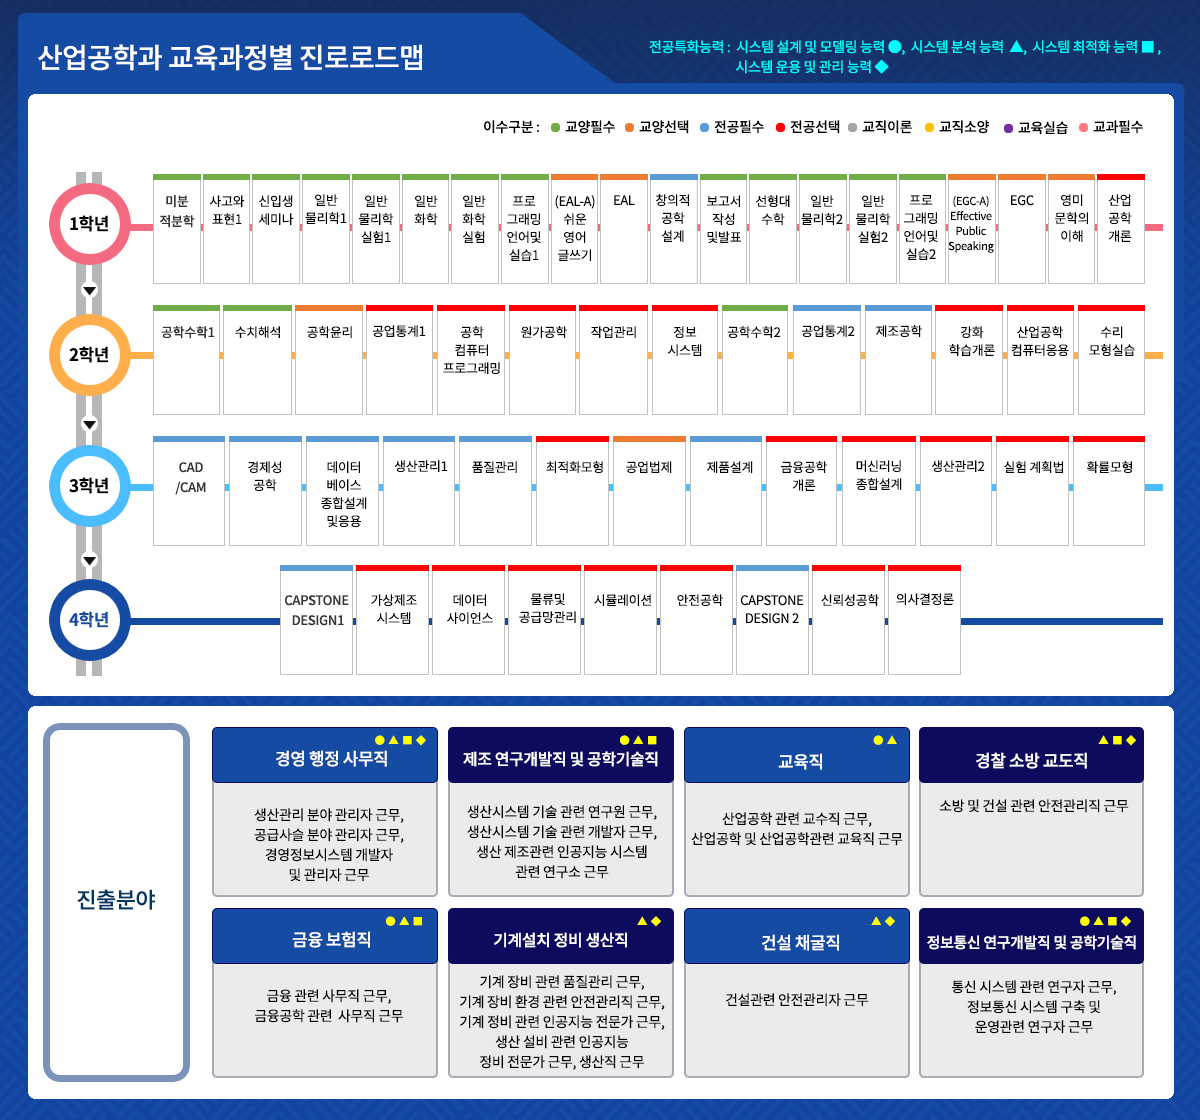 산업공학과 교육과정별 진로로드맵
전공특화능력 : 시스템 설계 및 모델링 능력 ●, 시스템 분석 능력 ▲, 시스템 최적화 능력 ■ ,
시스템 운용 및 관리 능력 ◆
이수구분 : ● 교양필수 ● 교양선택 ● 전공필수 ● 전공선택 ● 교직이론 ● 교직소양 ● 교육실습 ● 교과필수
1학년
미분
적분학
사고와
표현1
신입생
세미나
일반
물리학1
일반
물리학
실험1
일반
화학
일반
화학
실험
프로
그래밍
언어및
실습1
(EAL-A)
쉬운
영어
글쓰기
EAL
창의적
공학
설계
보고서
작성
및발표
선형대
수학
일반
물리학2
일반
물리학
실험2
프로
그래밍
언어및
실습2
(EGC-A)
Effective
Public
Speaking
EGC
영미
문학의
이해
산업
공학
개론
2학년
공학수학1
수치해석
공학윤리
공업통계1
공학
컴퓨터
프로그래밍
원가공학
작업관리
정보
시스템
공학수학2
공업통계2
제조공학
강화
학습개론
산업공학
컴퓨터응용
수리
모형실습
3학년
CAD
/CAM
경제성
공학
데이터
베이스
종합설계
및응용
생산관리1
품질관리
최적화모형
공업법제
제품설계
금융공학
개론
머신러닝
종합설계
생산관리2
실험 계획법
확률모형
4학년
CAPSTONE
DESIGN1
가상제조
시스템
데이터
사이언스
물류및
공급망관리
시뮬레이션
안전공학
CAPSTONE
DESIGN 2
신뢰성공학
의사결정론
진출분야
●▲■◆
경영 행정 사무직
생산관리 분야 관리자 근무,
공급사슬 분야 관리자 근무,
경영정보시스템 개발자
및 관리자 근무
●▲■
제조 연구개발직 및 공학기술직
생산시스템 기술 관련 연구원 근무,
생산시스템 기술 관련 개발자 근무,
생산 제조관련 인공지능 시스템
관련 연구소 근무
●▲
교육직
산업공학 관련 교수직 근무,
산업공학 및 산업공학관련 교육직 근무
▲■◆
경찰 소방 교도직
소방 및 건설 관련 안전관리직 근무
●▲■
금융 보험직
금융 관련 사무직 근무,
금융공학 관련 사무직 근무
▲◆
기계설치 정비 생산직
기계 장비 관련 품질관리 근무,
기계 장비 환경 관련 안전관리직 근무,
기계 정비 관련 인공지능 전문가 근무,
생산 설비 관련 인공지능
정비 전문가 근무, 생산직 근무
▲◆
건설 채굴직
건설관련 안전관리자 근무
●▲■◆
정보통신 연구개발직 및 공학기술직
통신 시스템 관련 연구자 근무,
정보통신 시스템 구축 및
운영관련 연구자 근무